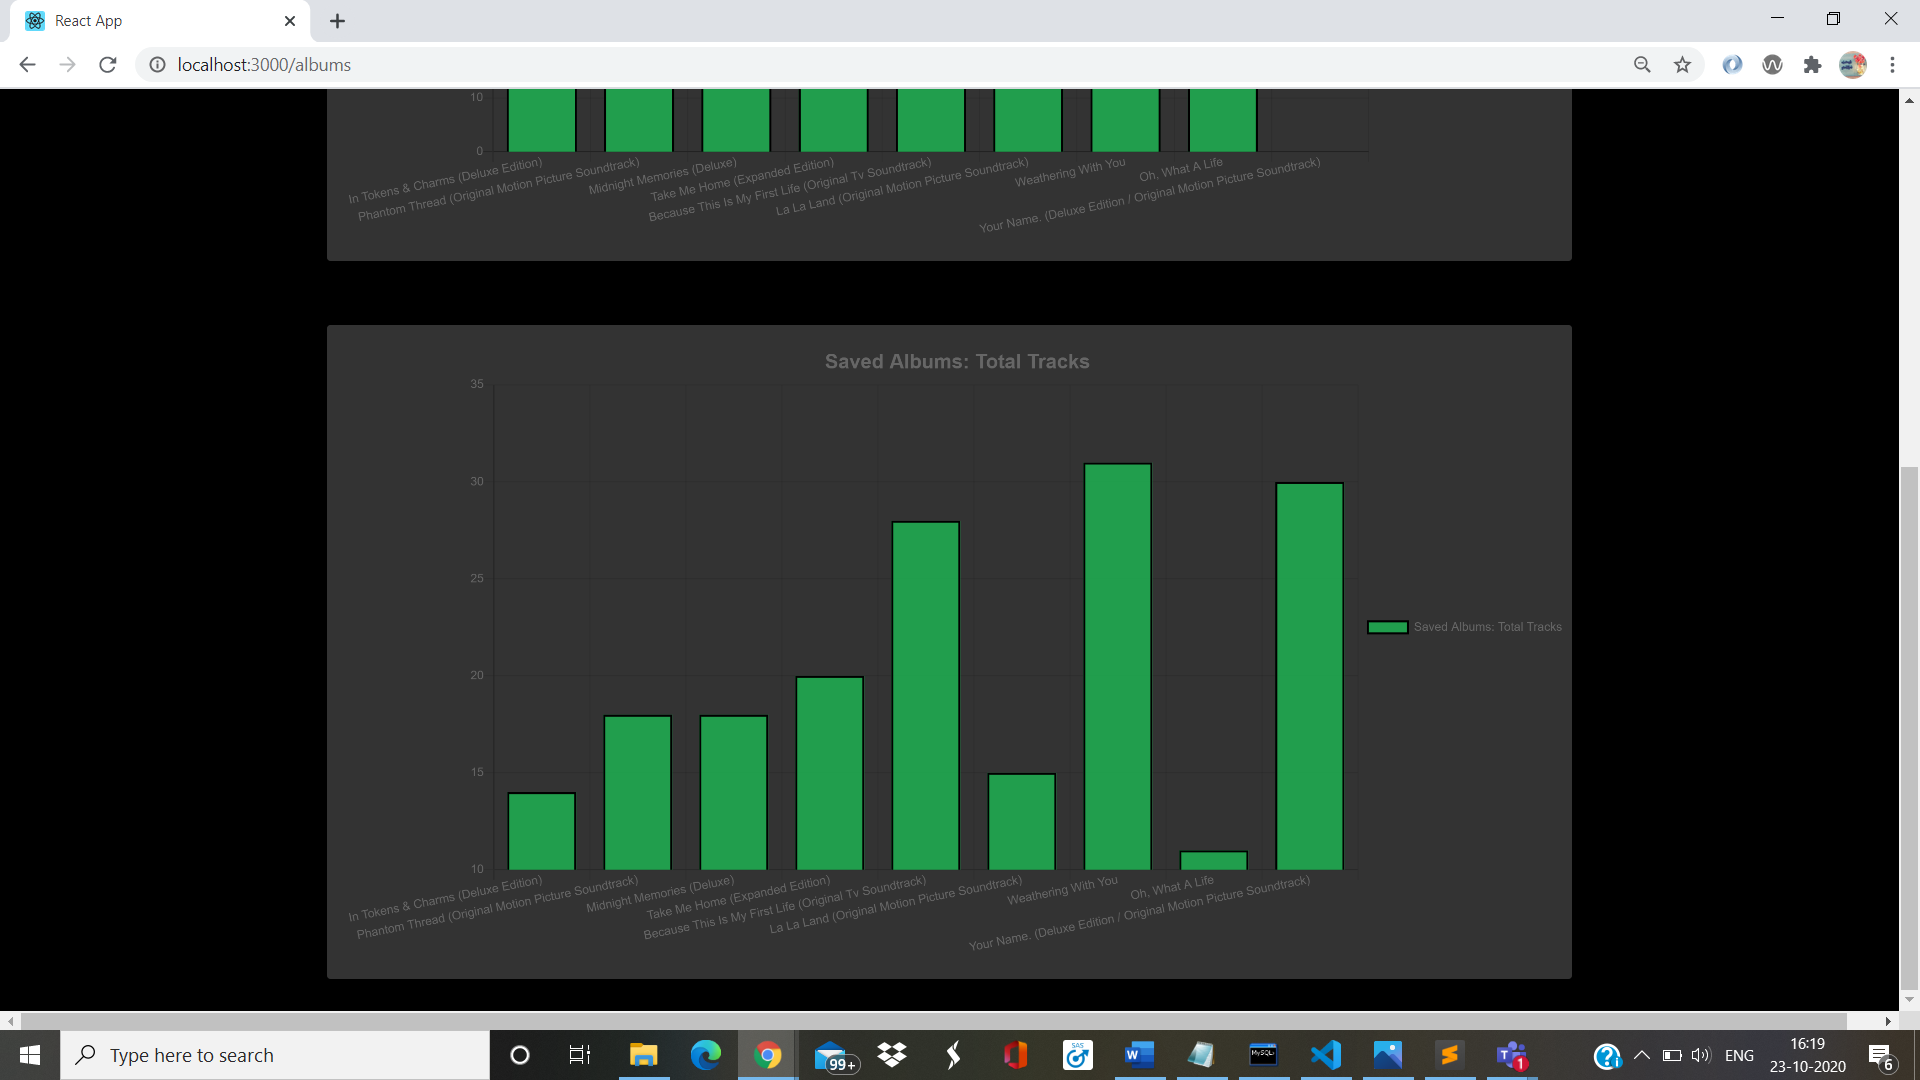 React App
localhost:3000/albums
10
0
In Tokens & Charms (Deluxe Edition)
Phantom Thread (Original Motion Picture Soundtrack)
Midnight Memories (Deluxe)
Take Me Home (Expanded Edition)
Because This Is My First Life (Original Tv Soundtrack)
La La Land (Original Motion Picture Soundtrack)
Weathering With You
Oh, What A Life
Your Name. (Deluxe Edition / Original Motion Picture Soundtrack)
Saved Albums: Total Tracks
35
30
25
20
15
10
Saved Albums: Total Tracks
In Tokens & Charms (Deluxe Edition)
Phantom Thread (Original Motion Picture Soundtrack)
Midnight Memories (Deluxe)
Take Me Home (Expanded Edition)
Because This Is My First Life (Original Tv Soundtrack)
La La Land (Original Motion Picture Soundtrack)
Weathering With You
Oh, What A Life
Your Name. (Deluxe Edition / Original Motion Picture Soundtrack)
Type here to search
99+
SAS
W
MySQL
T
1
ENG
16:19
23-10-2020
6